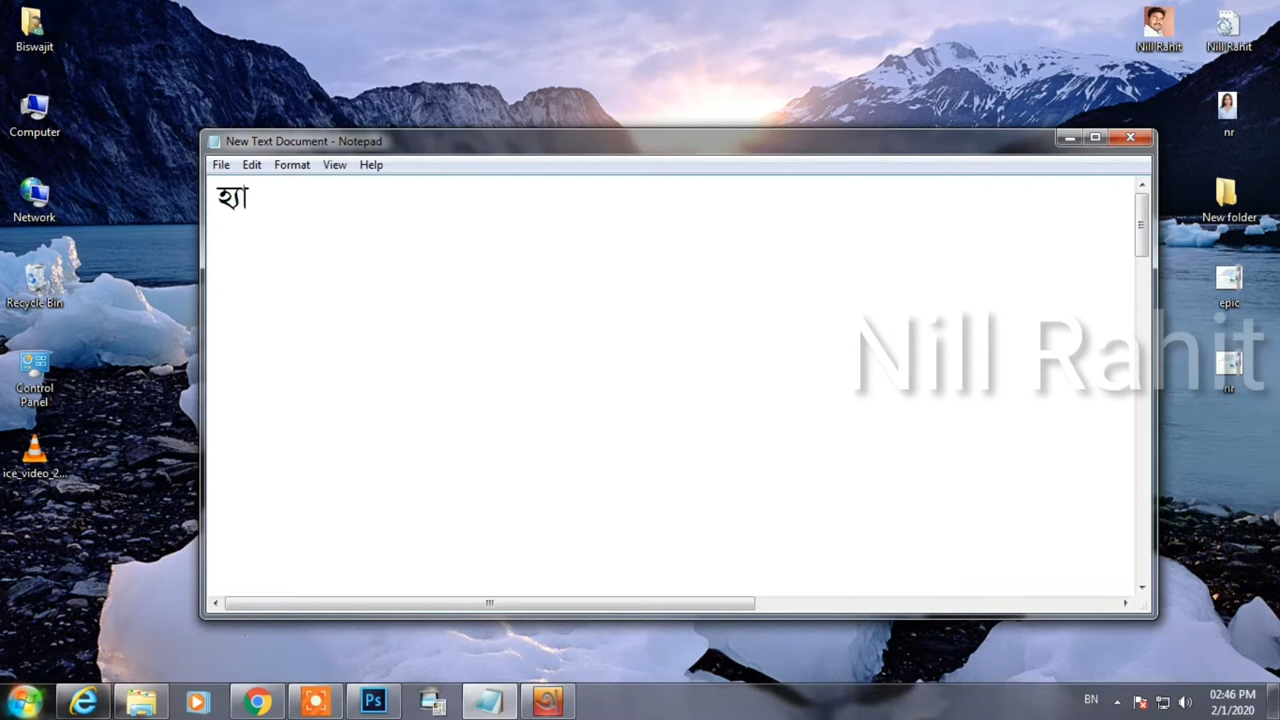 Biswajit
Computer
Network
Recycle Bin
Control
Panel
ice_video_2...
New Text Document - Notepad
File Edit Format View Help
হ্যা
Nill Rahit
Nill Rahit
Nill Rahit
nr
New folder
epic
nr
Ps
BN
02:46 PM
2/1/2020